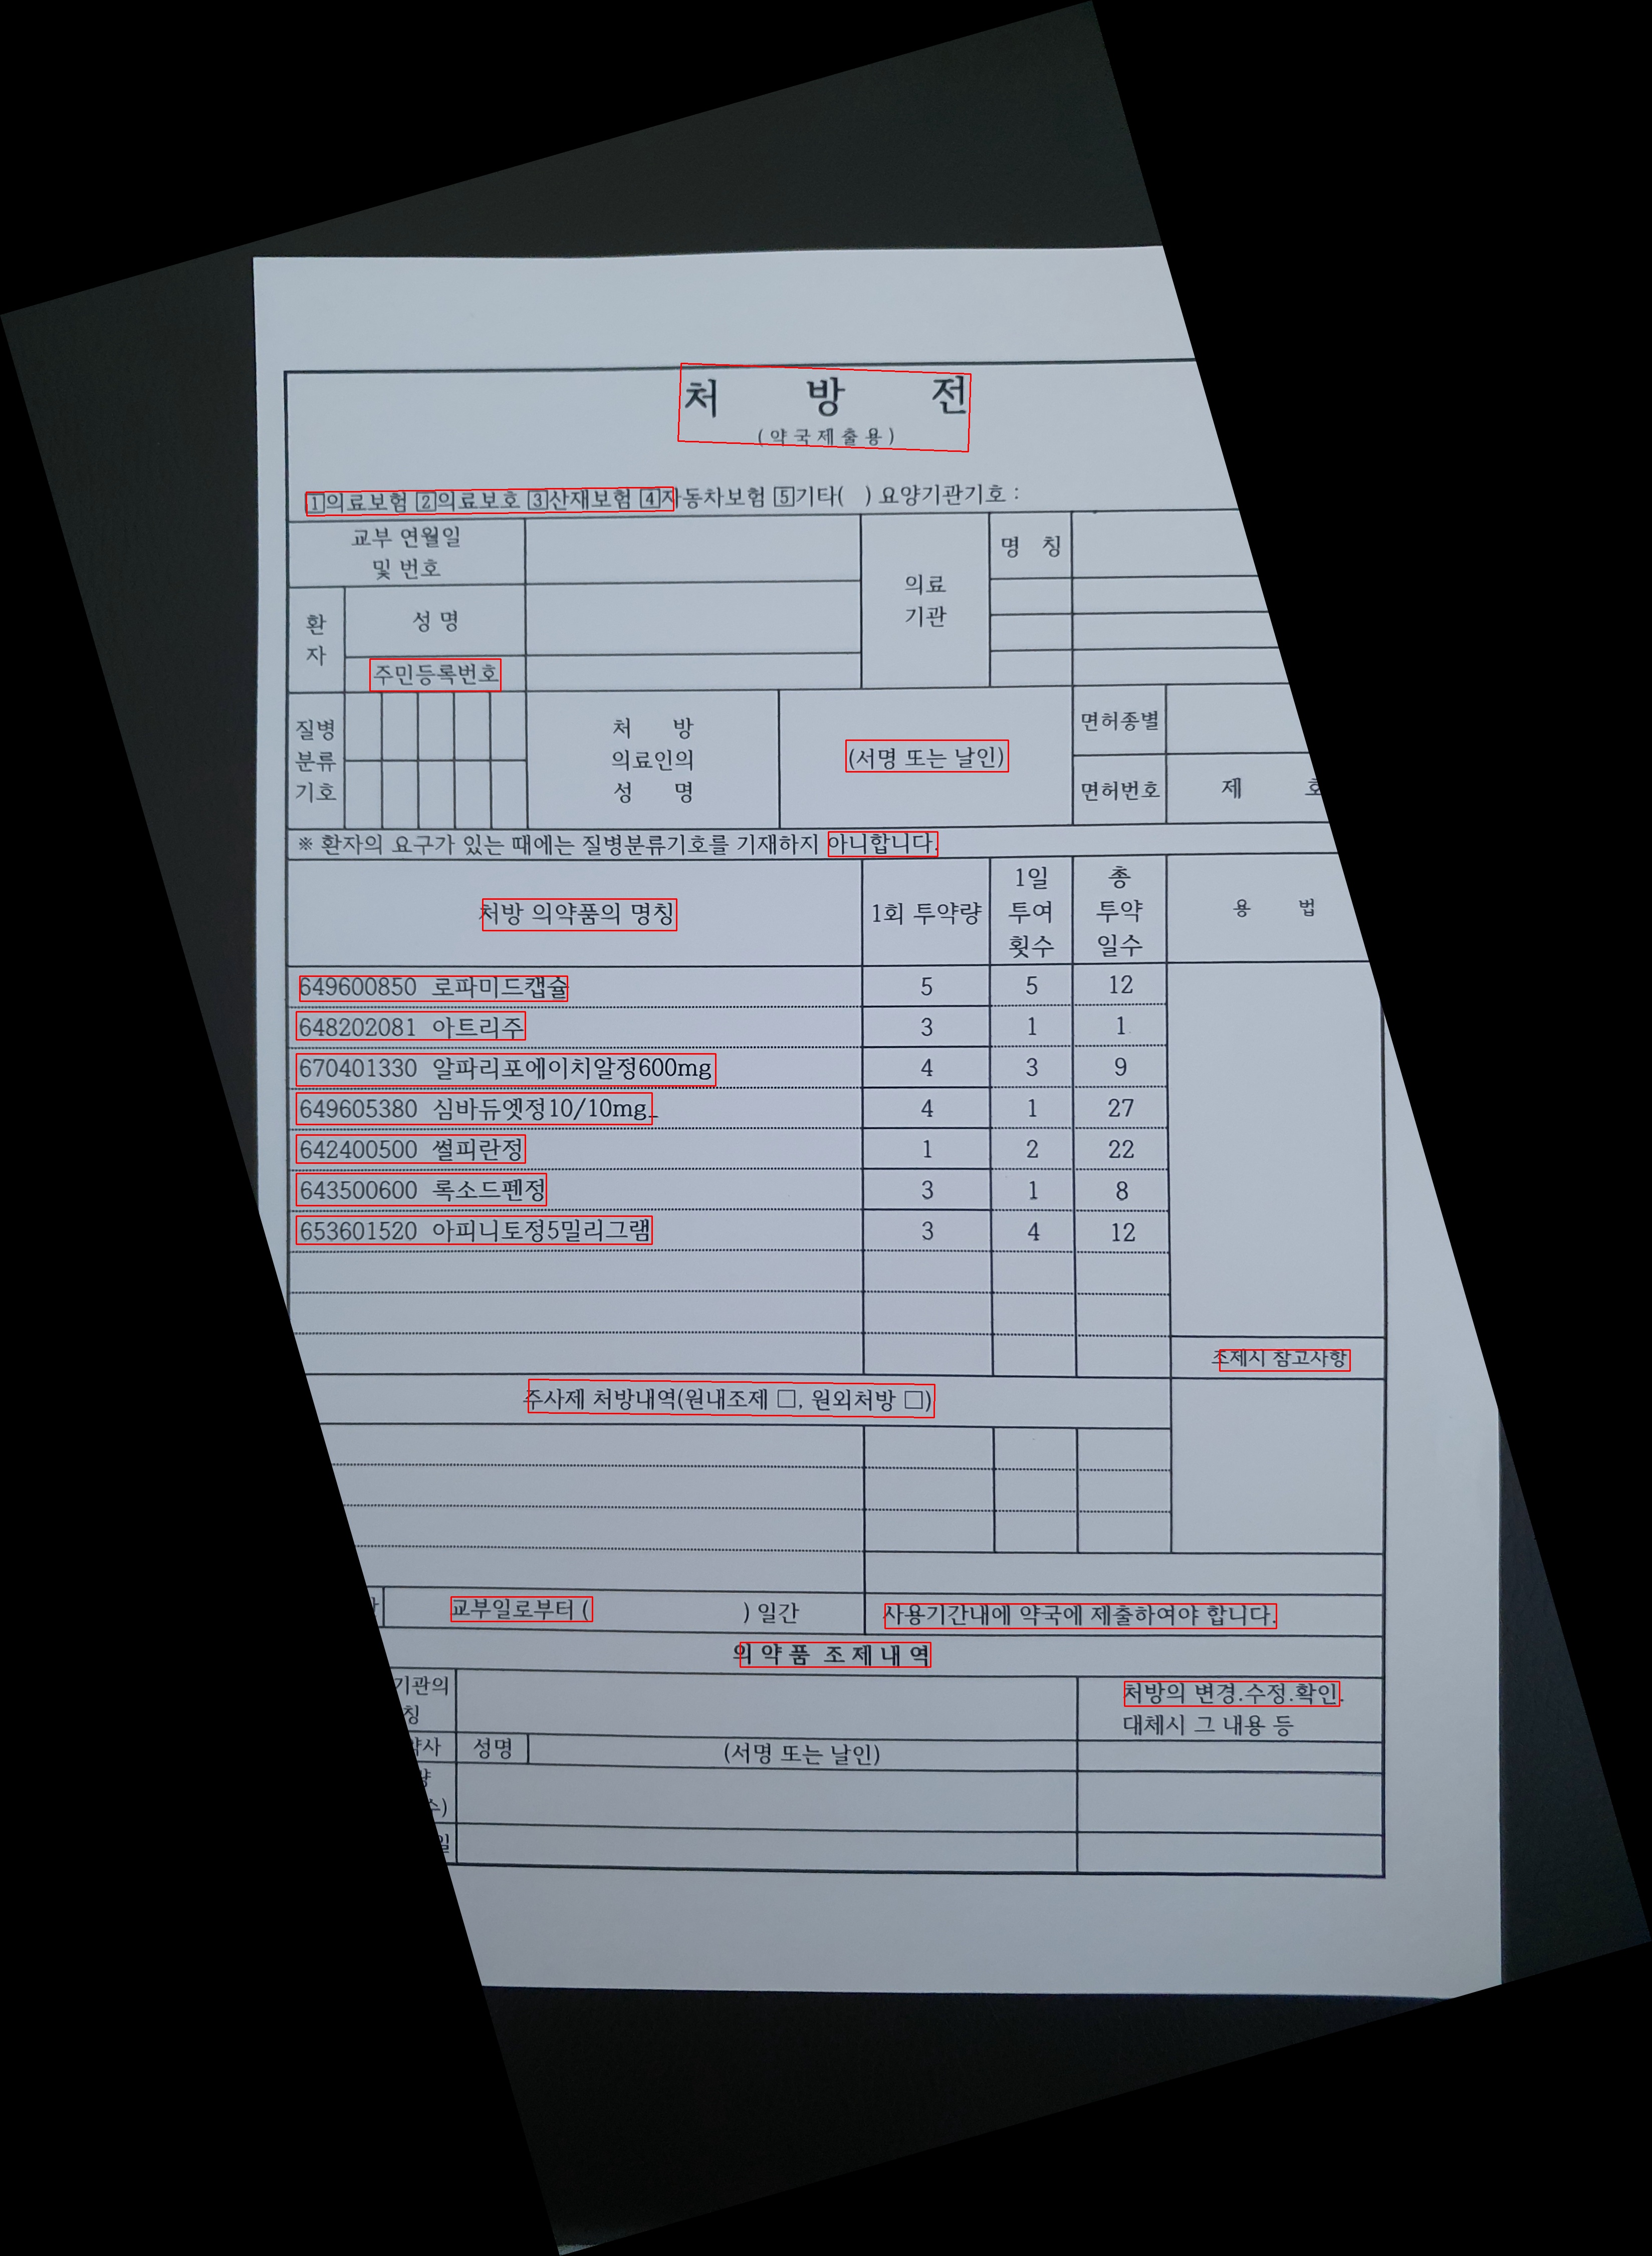 처 방 전
(약국제출용)
1의료보험 2의료보호 3산재보험 4자동차보험 5기타( ) 요양기관기호 :
교부 연월일
및 번호
의료
기관
명 칭
환
자
성 명
주민등록번호
질병
분류
기호
처 방
의료인의
성 명
(서명 또는 날인)
면허종별
면허번호
제 호
※ 환자의 요구가 있는 때에는 질병분류기호를 기재하지 아니합니다.
처방 의약품의 명칭
1회 투약량
1일
투여
횟수
총
투약
일수
용 법
649600850 로파미드캡슐 5 5 12
648202081 아트리주 3 1 1
670401330 알파리포에이치알정600mg 4 3 9
649605380 심바듀엣정10/10mg_ 4 1 27
642400500 썰피란정 1 2 22
643500600 록소드펜정 3 1 8
653601520 아피니토정5밀리그램 3 4 12
조제시 참고사항
주사제 처방내역(원내조제 □, 원외처방 □)
교부일로부터 ( ) 일간
사용기간내에 약국에 제출하여야 합니다.
의 약 품 조 제 내 역
기관의
칭
처방의 변경.수정.확인.
대체시 그 내용 등
약사
성명
(서명 또는 날인)
량
수)
일